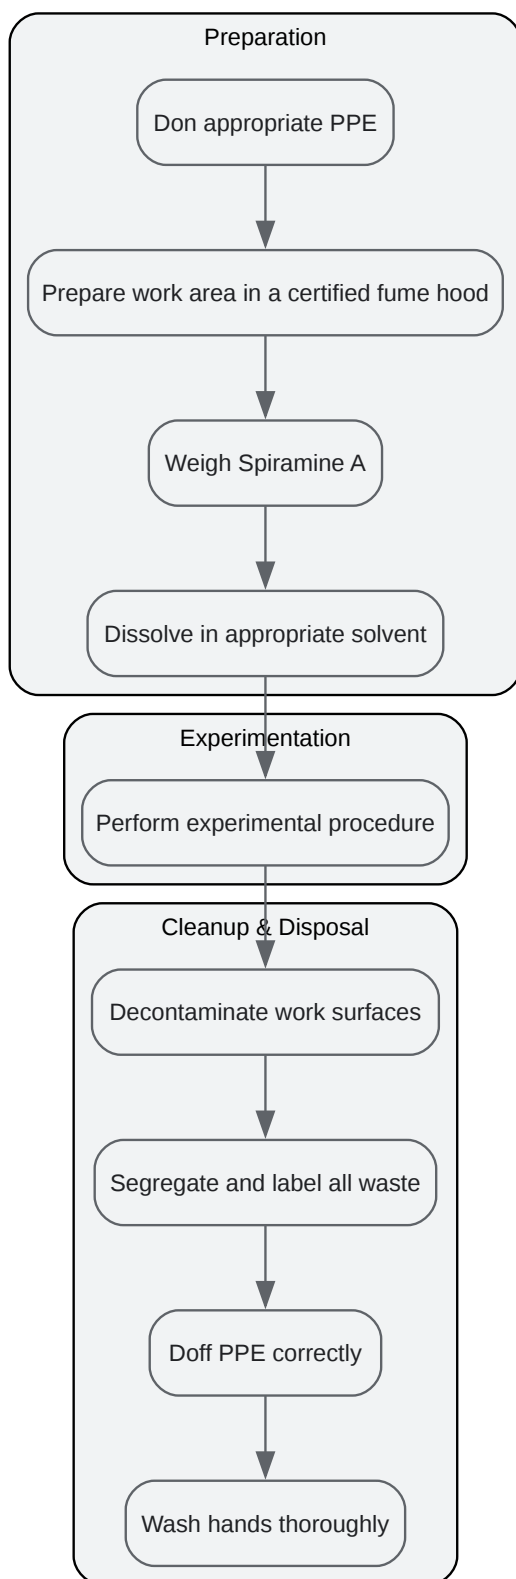 Preparation
Don appropriate PPE
Prepare work area in a certified fume hood
Weigh Spiramine A
Dissolve in appropriate solvent
Experimentation
Perform experimental procedure
Cleanup & Disposal
Decontaminate work surfaces
Segregate and label all waste
Doff PPE correctly
Wash hands thoroughly